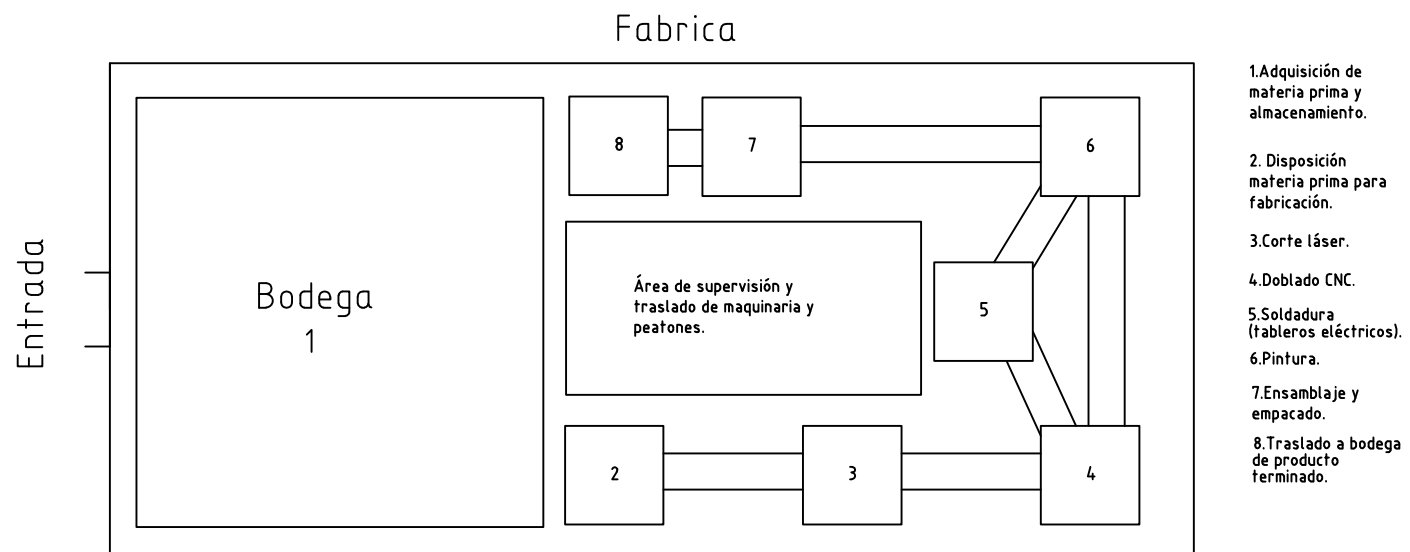 Fabrica
Entrada
Bodega
1
8
7
6
5
2
3
4
Área de supervisión y
traslado de maquinaria y
peatones.
1.Adquisición de
materia prima y
almacenamiento.
2. Disposición
materia prima para
fabricación.
3.Corte láser.
4.Doblado CNC.
5.Soldadura
(tableros eléctricos).
6.Pintura.
7.Ensamblaje y
empacado.
8.Traslado a bodega
de producto
terminado.